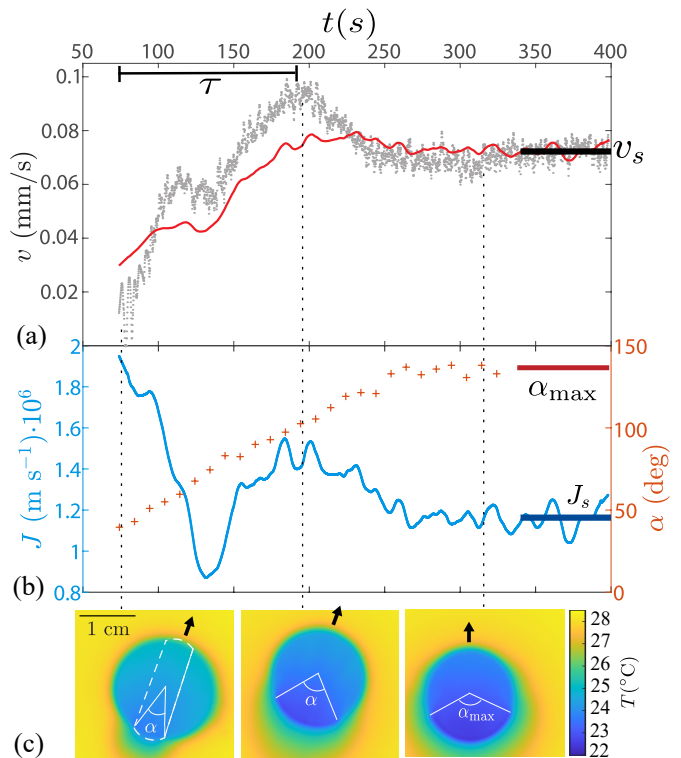 t(s)
50 100 150 200 250 300 350 400
τ
0.1
0.08
0.06
0.04
0.02
v (mm/s)
v_s
(a)
2
1.8
1.6
1.4
1.2
1
0.8
J (m s⁻¹)·10⁶
150
100
50
0
α (deg)
α_max
J_s
(b)
1 cm
α
α
α_max
28
27
26
25
24
23
22
T(°C)
(c)